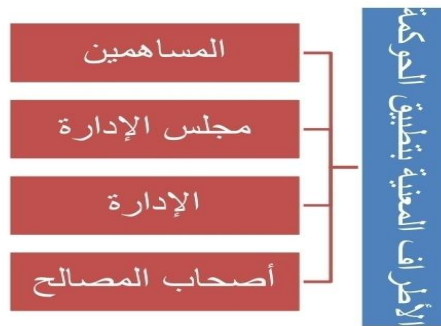 الأطراف المعنية بتطبيق الحوكمة
المساهمين
مجلس الإدارة
الإدارة
أصحاب المصالح